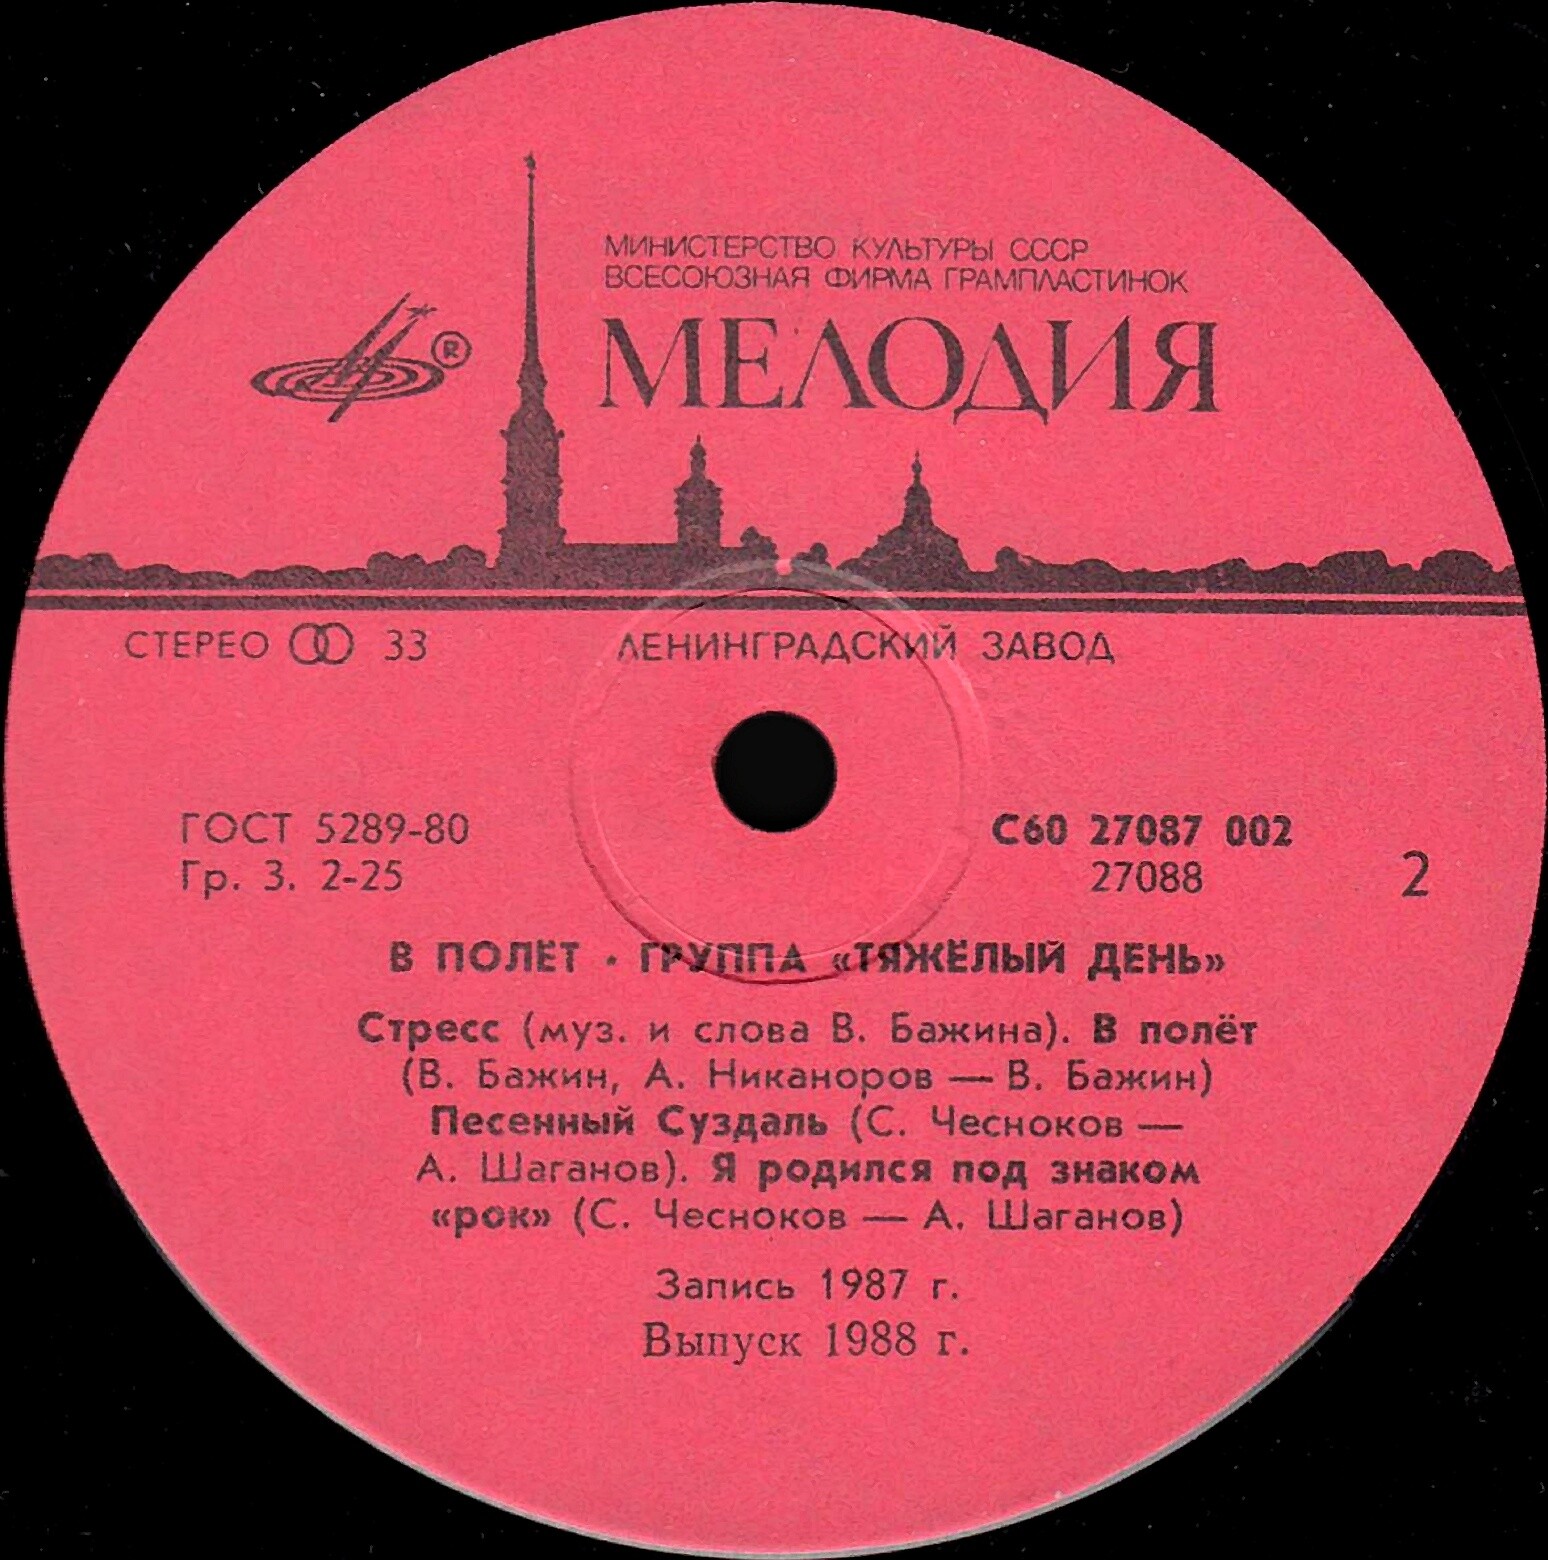 МИНИСТЕРСТВО КУЛЬТУРЫ СССР
ВСЕСОЮЗНАЯ ФИРМА ГРАМПЛАСТИНОК
МЕЛОДИЯ
®
СТЕРЕО 33 ЛЕНИНГРАДСКИЙ ЗАВОД
ГОСТ 5289-80 С60 27087 002
Гр. 3. 2-25 27088 2
В ПОЛЁТ · ГРУППА «ТЯЖЁЛЫЙ ДЕНЬ»
Стресс (муз. и слова В. Бажина). В полёт
(В. Бажин, А. Никаноров — В. Бажин)
Песенный Суздаль (С. Чесноков —
А. Шаганов). Я родился под знаком
«рок» (С. Чесноков — А. Шаганов)
Запись 1987 г.
Выпуск 1988 г.